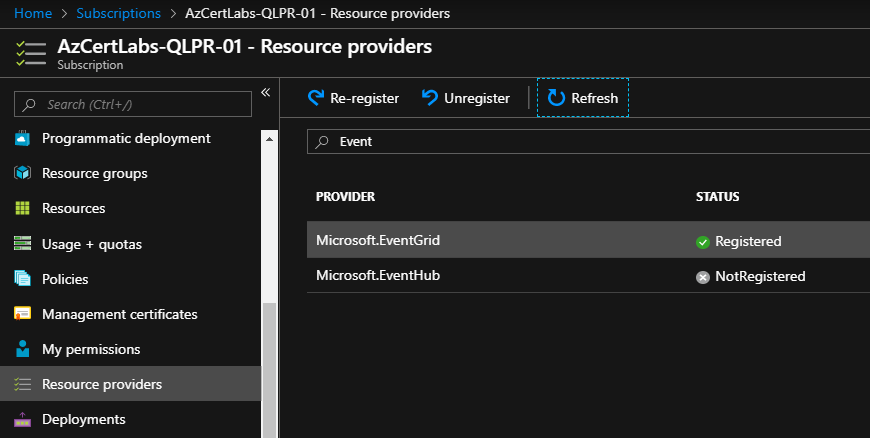 Home > Subscriptions > AzCertLabs-QLPR-01 - Resource providers
AzCertLabs-QLPR-01 - Resource providers
Subscription
Search (Ctrl+/)
«
Programmatic deployment
Resource groups
Resources
Usage + quotas
Policies
Management certificates
My permissions
Resource providers
Deployments
Re-register Unregister Refresh
Event
PROVIDER STATUS
Microsoft.EventGrid Registered
Microsoft.EventHub NotRegistered